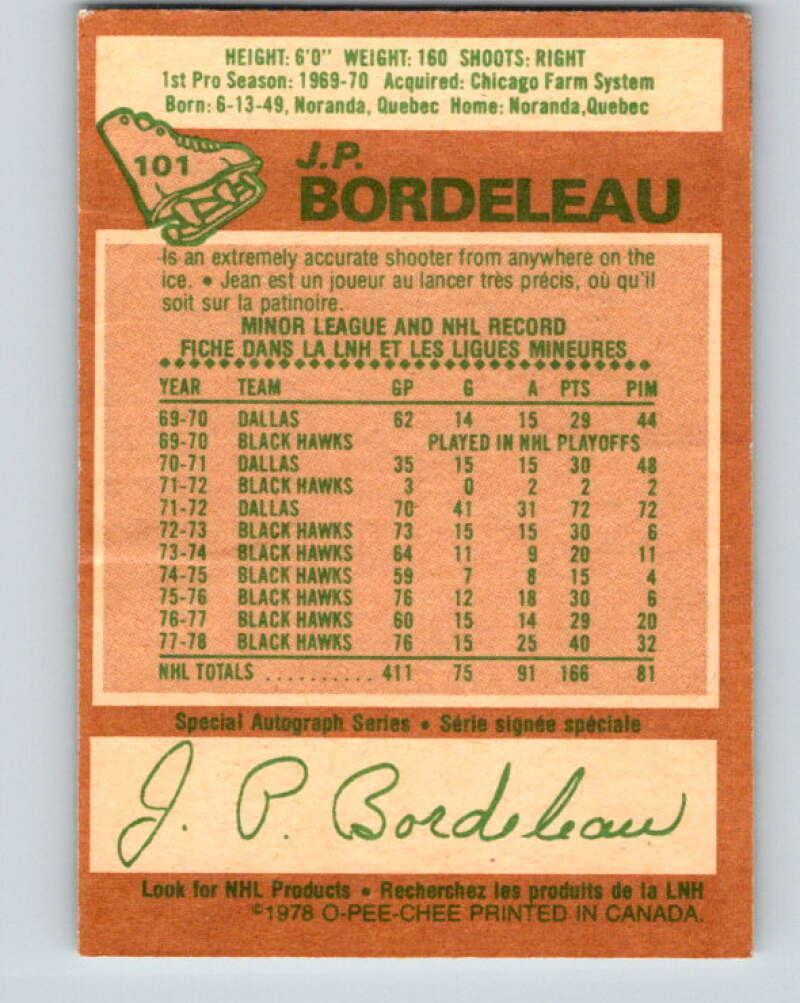 HEIGHT: 6'0" WEIGHT: 160 SHOOTS: RIGHT
1st Pro Season: 1969-70 Acquired: Chicago Farm System
Born: 6-13-49, Noranda, Quebec Home: Noranda, Quebec
101
J.P.
BORDELEAU
Is an extremely accurate shooter from anywhere on the
ice. • Jean est un joueur au lancer très précis, où qu'il
soit sur la patinoire.
MINOR LEAGUE AND NHL RECORD
FICHE DANS LA LNH ET LES LIGUES MINEURES
YEAR TEAM GP G A PTS PIM
69-70 DALLAS 62 14 15 29 44
69-70 BLACK HAWKS PLAYED IN NHL PLAYOFFS
70-71 DALLAS 35 15 15 30 48
71-72 BLACK HAWKS 3 0 2 2 2
71-72 DALLAS 70 41 31 72 72
72-73 BLACK HAWKS 73 15 15 30 6
73-74 BLACK HAWKS 64 11 9 20 11
74-75 BLACK HAWKS 59 7 8 15 4
75-76 BLACK HAWKS 76 12 18 30 6
76-77 BLACK HAWKS 60 15 14 29 20
77-78 BLACK HAWKS 76 15 25 40 32
NHL TOTALS .......... 411 75 91 166 81
Special Autograph Series • Série signée spéciale
J. P. Bordeleau
Look for NHL Products • Recherchez les produits de la LNH
©1978 O-PEE-CHEE PRINTED IN CANADA.